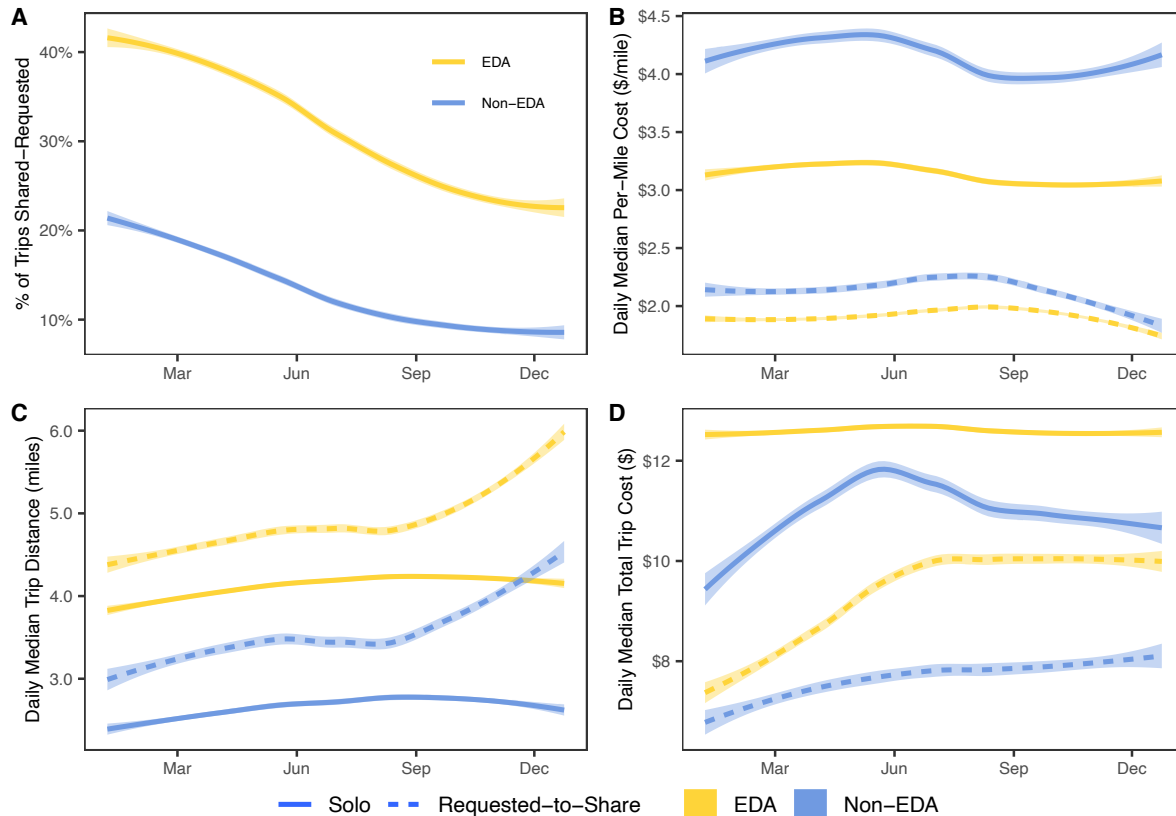 A
% of Trips Shared−Requested
40%
30%
20%
10%
EDA
Non−EDA
Mar
Jun
Sep
Dec
B
Daily Median Per−Mile Cost ($/mile)
$4.5
$4.0
$3.5
$3.0
$2.5
$2.0
Mar
Jun
Sep
Dec
C
Daily Median Trip Distance (miles)
6.0
5.0
4.0
3.0
Mar
Jun
Sep
Dec
D
Daily Median Total Trip Cost ($)
$12
$10
$8
Mar
Jun
Sep
Dec
Solo
Requested−to−Share
EDA
Non−EDA